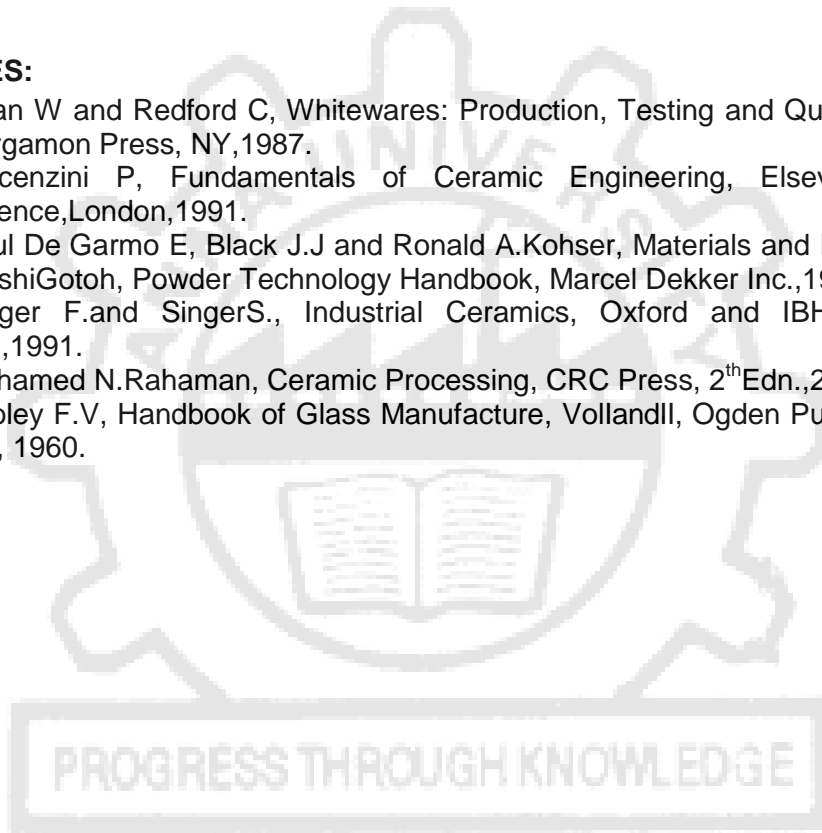 ES:
an W and Redford C, Whitewares: Production, Testing and Qu
rgamon Press, NY,1987.
cenzini P, Fundamentals of Ceramic Engineering, Elsev
ence,London,1991.
ul De Garmo E, Black J.J and Ronald A.Kohser, Materials and
shiGotoh, Powder Technology Handbook, Marcel Dekker Inc.,19
ger F.and SingerS., Industrial Ceramics, Oxford and IBH
,1991.
hamed N.Rahaman, Ceramic Processing, CRC Press, 2thEdn.,2
oley F.V, Handbook of Glass Manufacture, VolIandII, Ogden Pu
, 1960.
UNIVERSITY
PROGRESS THROUGH KNOWLEDGE